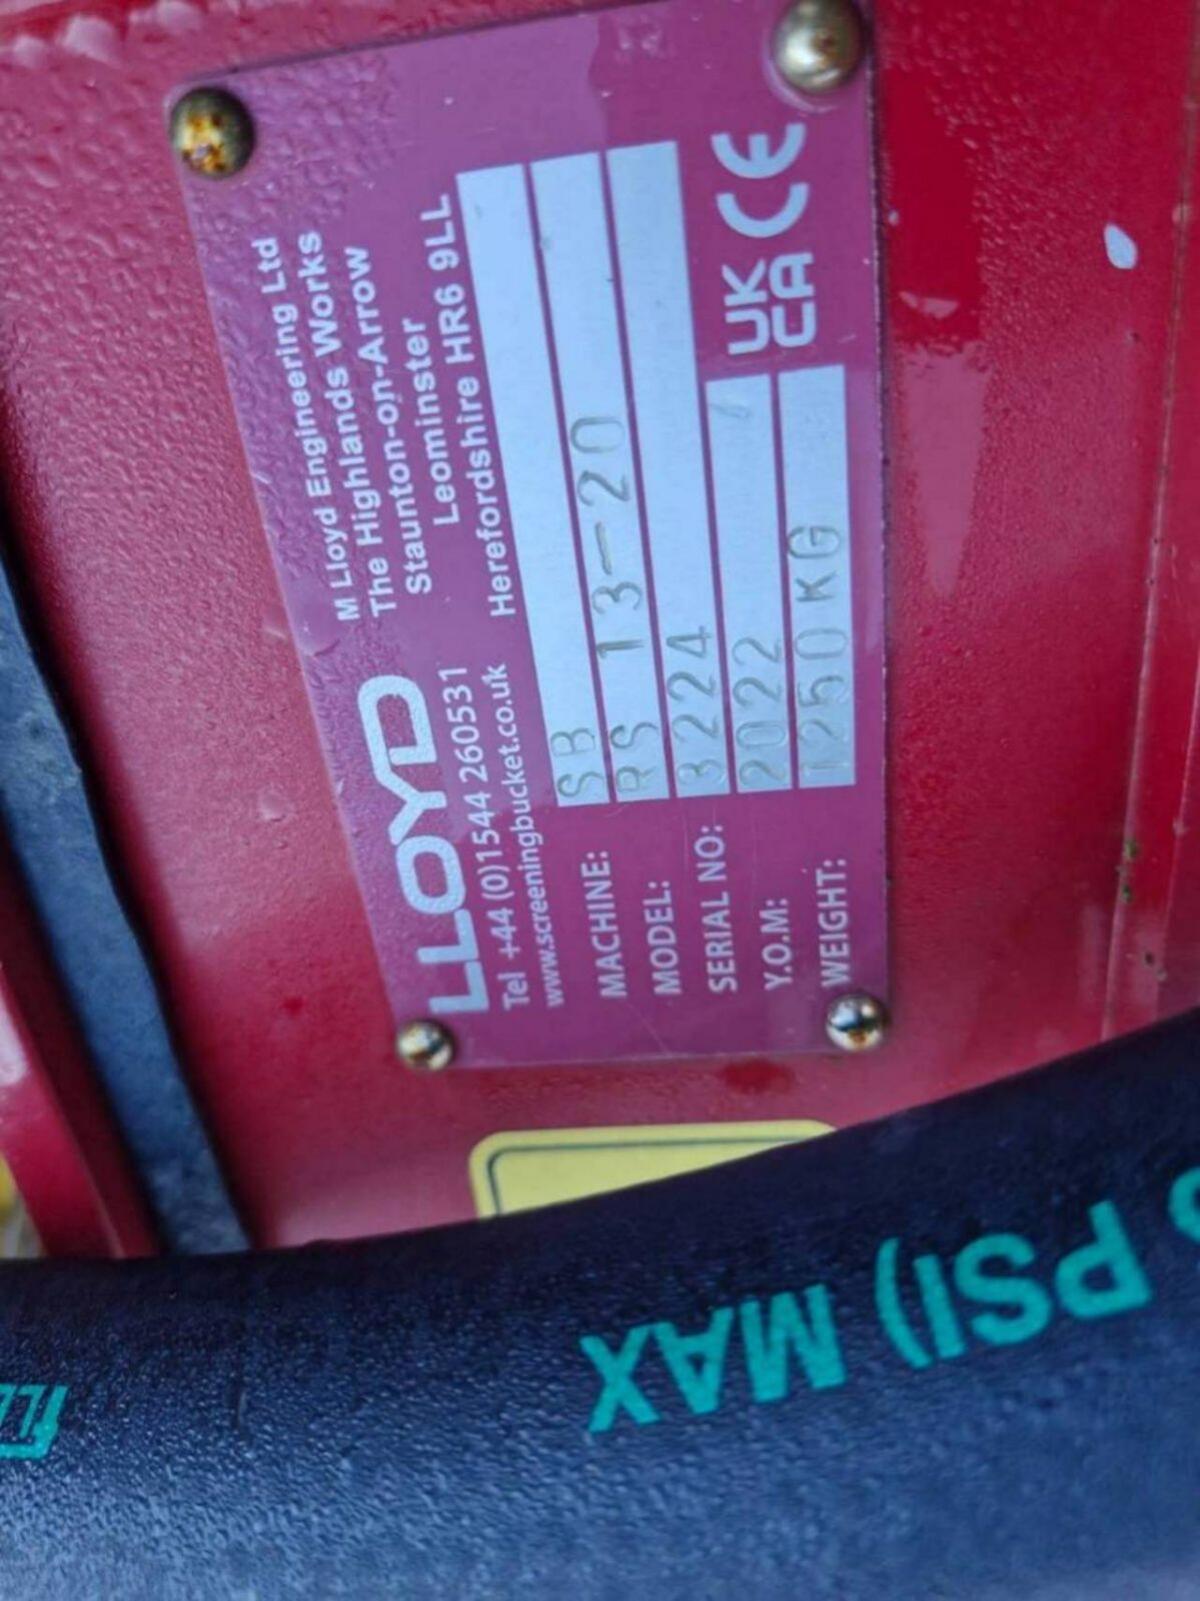 M Lloyd Engineering Ltd
The Highlands Works
Staunton-on-Arrow
Leominster
Herefordshire HR6 9LL
LLOYD
Tel +44 (0)1544 260531
www.screeningbucket.co.uk
MACHINE: SB
MODEL: RS 13-20
SERIAL NO: 3224
Y.O.M: 2022
WEIGHT: 1250KG
UK
CA CE
PSI) MAX